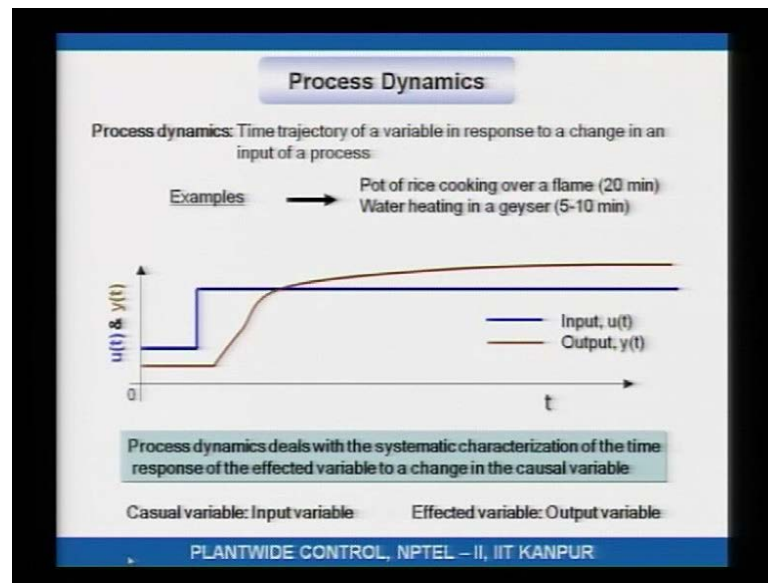 Process Dynamics
Process dynamics: Time trajectory of a variable in response to a change in an
input of a process
Examples
Pot of rice cooking over a flame (20 min)
Water heating in a geyser (5-10 min)
u(t) & y(t)
Input, u(t)
Output, y(t)
0
t
Process dynamics deals with the systematic characterization of the time
response of the effected variable to a change in the causal variable
Casual variable: Input variable
Effected variable: Output variable
PLANTWIDE CONTROL, NPTEL – II, IIT KANPUR